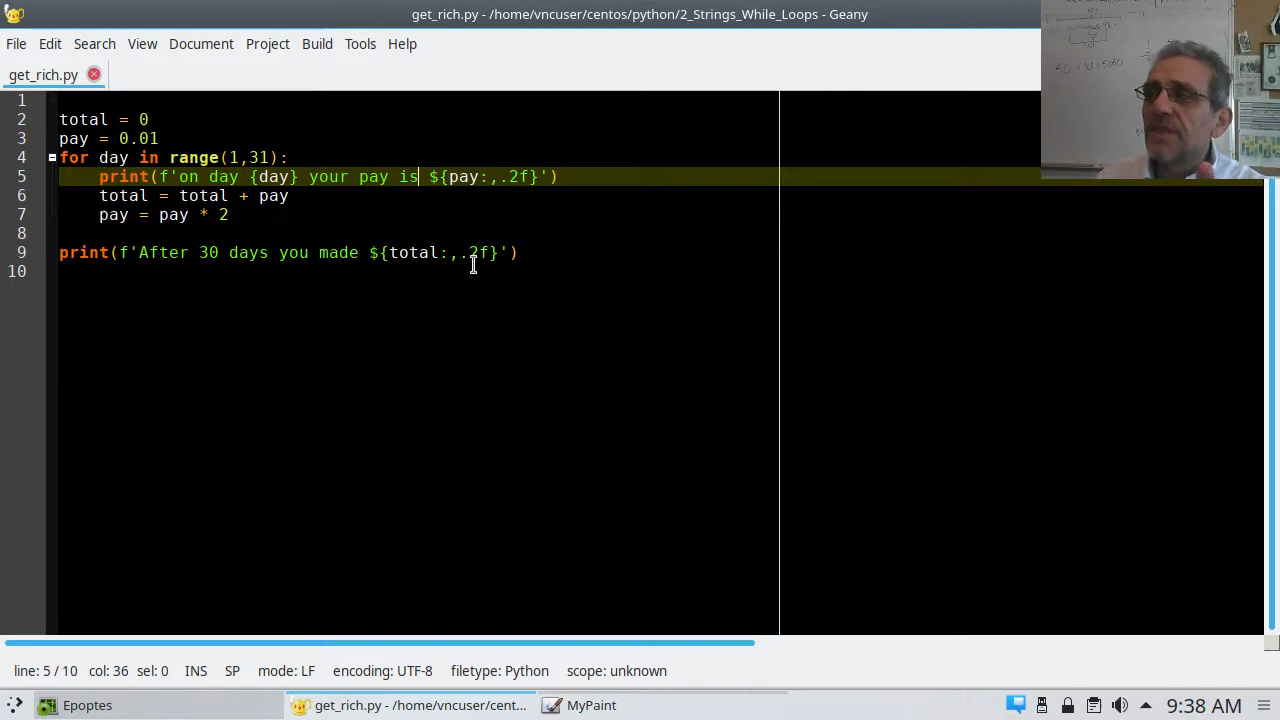 get_rich.py - /home/vncuser/centos/python/2_Strings_While_Loops - Geany
File Edit Search View Document Project Build Tools Help
get_rich.py
1
2 total = 0
3 pay = 0.01
4 for day in range(1,31):
5 print(f'on day {day} your pay is ${pay:,.2f}')
6 total = total + pay
7 pay = pay * 2
8
9 print(f'After 30 days you made ${total:,.2f}')
10
line: 5 / 10 col: 36 sel: 0 INS SP mode: LF encoding: UTF-8 filetype: Python scope: unknown
Epoptes get_rich.py - /home/vncuser/cent... MyPaint 9:38 AM